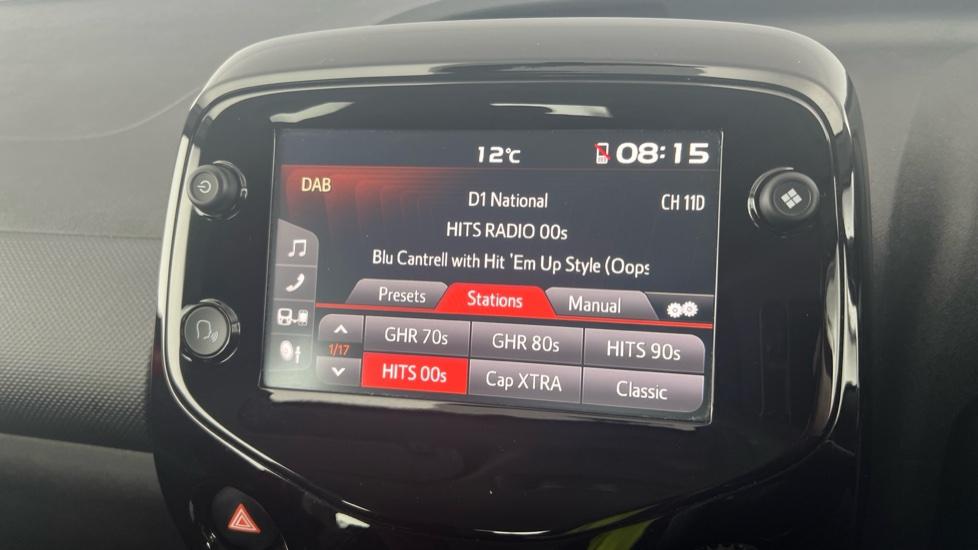 12°C 08:15
DAB
D1 National CH 11D
HITS RADIO 00s
Blu Cantrell with Hit 'Em Up Style (Oops
Presets Stations Manual
GHR 70s GHR 80s HITS 90s
1/17
HITS 00s Cap XTRA Classic